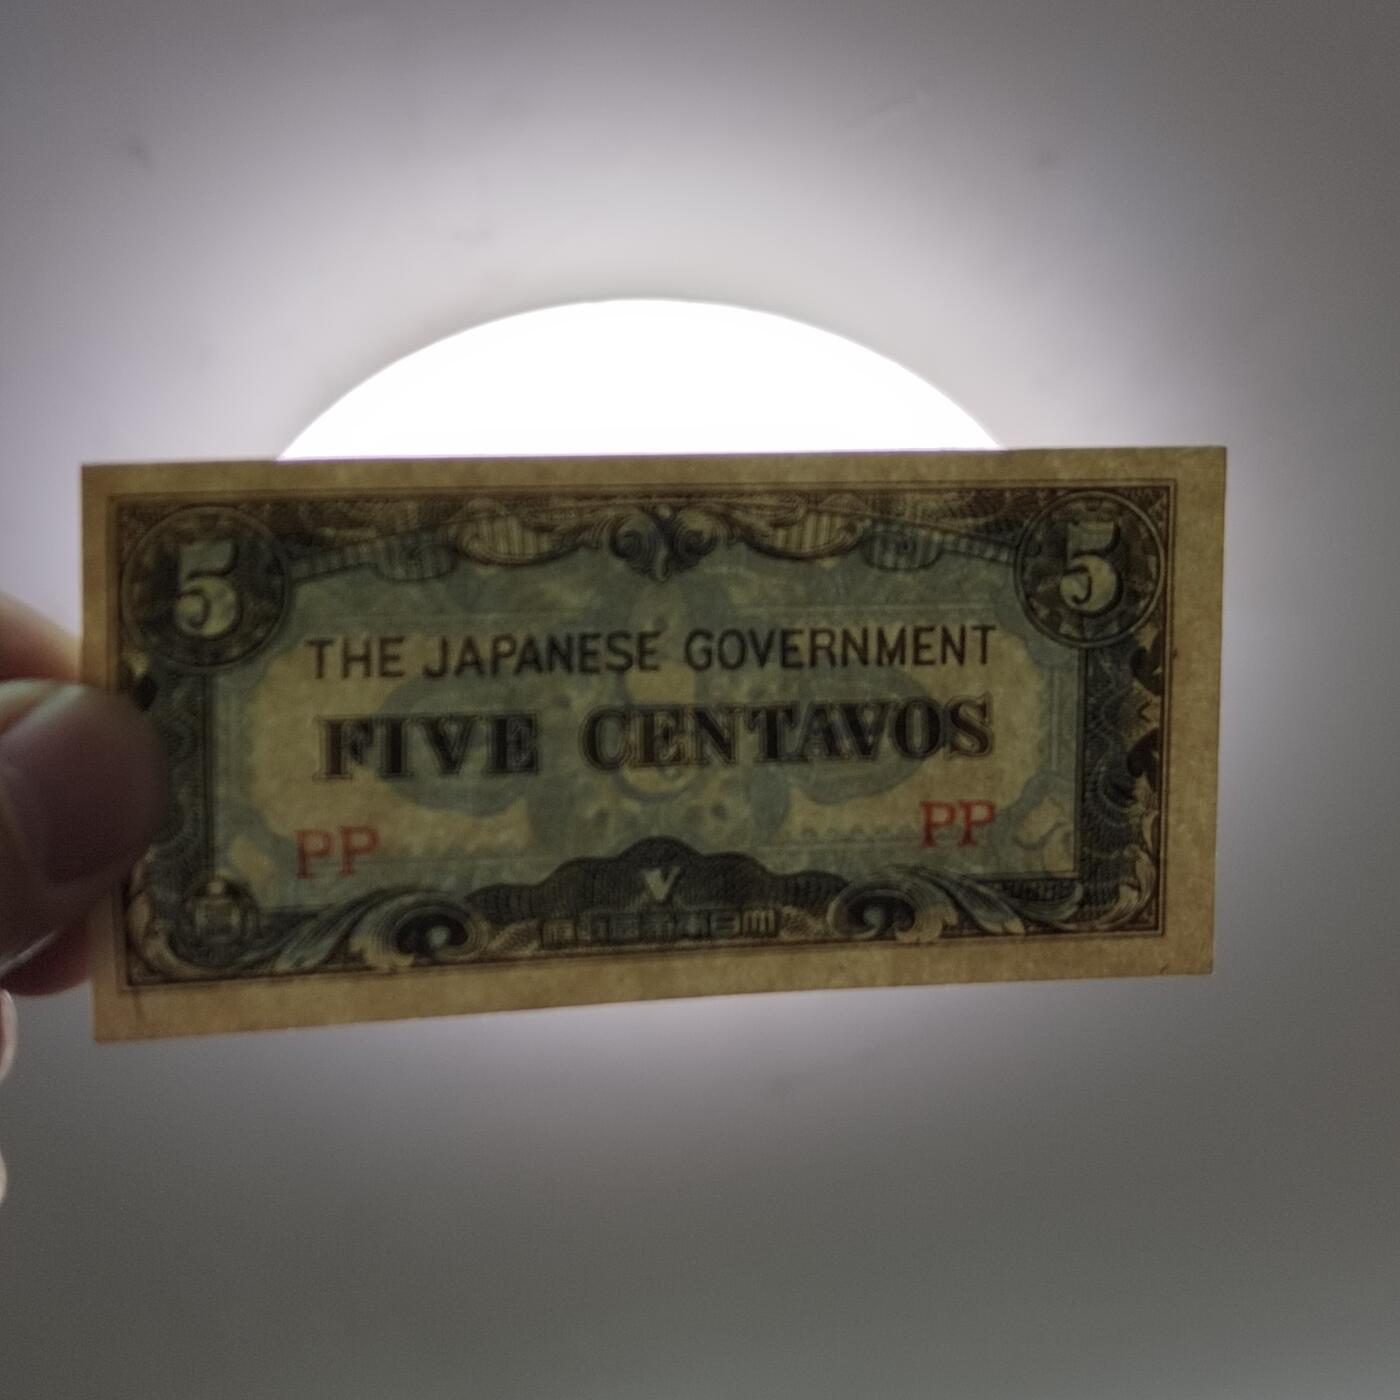 5 5
THE JAPANESE GOVERNMENT
FIVE CENTAVOS
PP PP
V